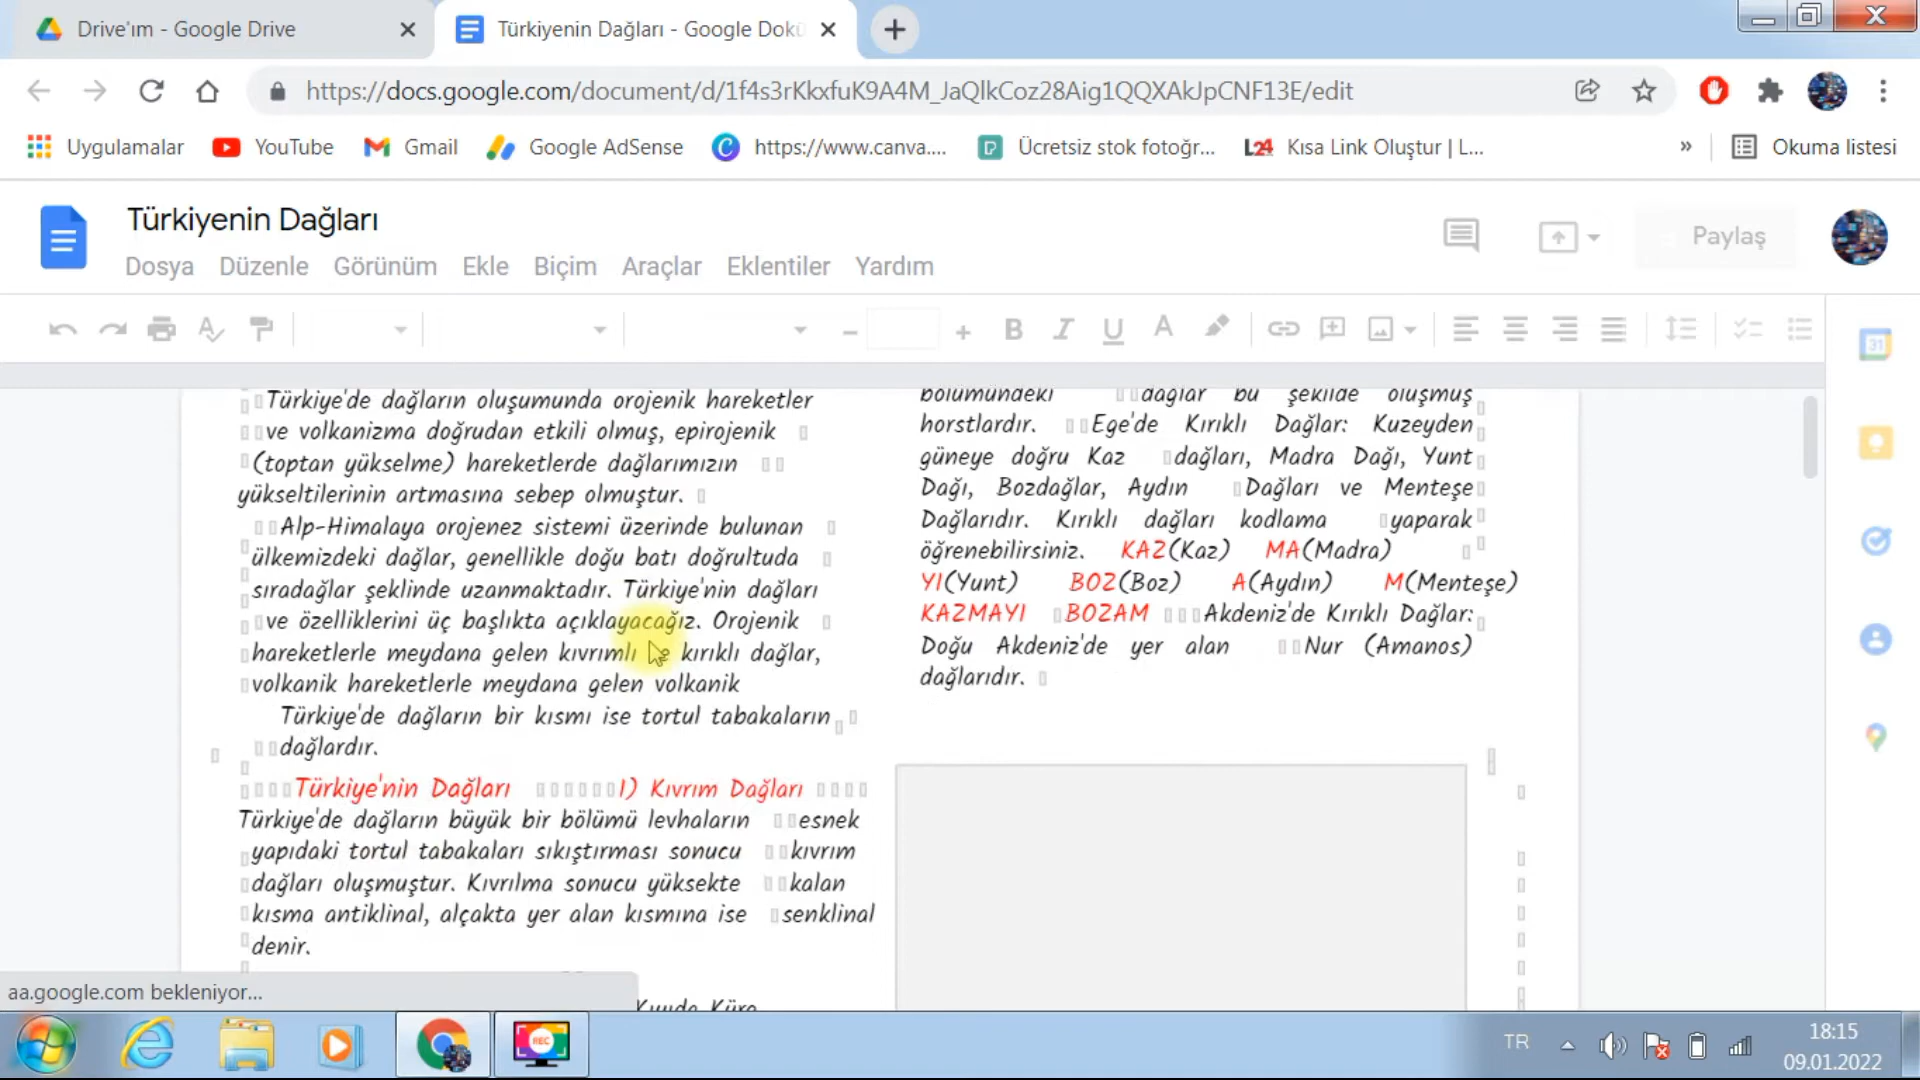 Drive'ım - Google Drive
Türkiyenin Dağları - Google Dokü
https://docs.google.com/document/d/1f4s3rKkxfuK9A4M_JaQlkCoz28Aig1QQXAkJpCNF13E/edit
Uygulamalar YouTube Gmail Google AdSense https://www.canva.... Ücretsiz stok fotoğr... L24 Kısa Link Oluştur | L... » Okuma listesi
Türkiyenin Dağları
Paylaş
Dosya Düzenle Görünüm Ekle Biçim Araçlar Eklentiler Yardım
31
Türkiye'de dağların oluşumunda orojenik hareketler
ve volkanizma doğrudan etkili olmuş, epirojenik
(toptan yükselme) hareketlerde dağlarımızın
yükseltilerinin artmasına sebep olmuştur.
Alp-Himalaya orojenez sistemi üzerinde bulunan
ülkemizdeki dağlar, genellikle doğu batı doğrultuda
sıradağlar şeklinde uzanmaktadır. Türkiye'nin dağları
ve özelliklerini üç başlıkta açıklayacağız. Orojenik
hareketlerle meydana gelen kıvrımlı ve kırıklı dağlar,
volkanik hareketlerle meydana gelen volkanik
Türkiye'de dağların bir kısmı ise tortul tabakaların
dağlardır.
Türkiye'nin Dağları 1) Kıvrım Dağları
Türkiye'de dağların büyük bir bölümü levhaların esnek
yapıdaki tortul tabakaları sıkıştırması sonucu kıvrım
dağları oluşmuştur. Kıvrılma sonucu yüksekte kalan
kısma antiklinal, alçakta yer alan kısmına ise senklinal
denir.
bölümündeki dağlar bu şekilde oluşmuş
horstlardır. Ege'de Kırıklı Dağlar: Kuzeyden
güneye doğru Kaz dağları, Madra Dağı, Yunt
Dağı, Bozdağlar, Aydın Dağları ve Menteşe
Dağlarıdır. Kırıklı dağları kodlama yaparak
öğrenebilirsiniz. KAZ(Kaz) MA(Madra)
YI(Yunt) BOZ(Boz) A(Aydın) M(Menteşe)
KAZMAYI BOZAM Akdeniz'de Kırıklı Dağlar:
Doğu Akdeniz'de yer alan Nur (Amanos)
dağlarıdır.
aa.google.com bekleniyor...
REC
TR
18:15
09.01.2022